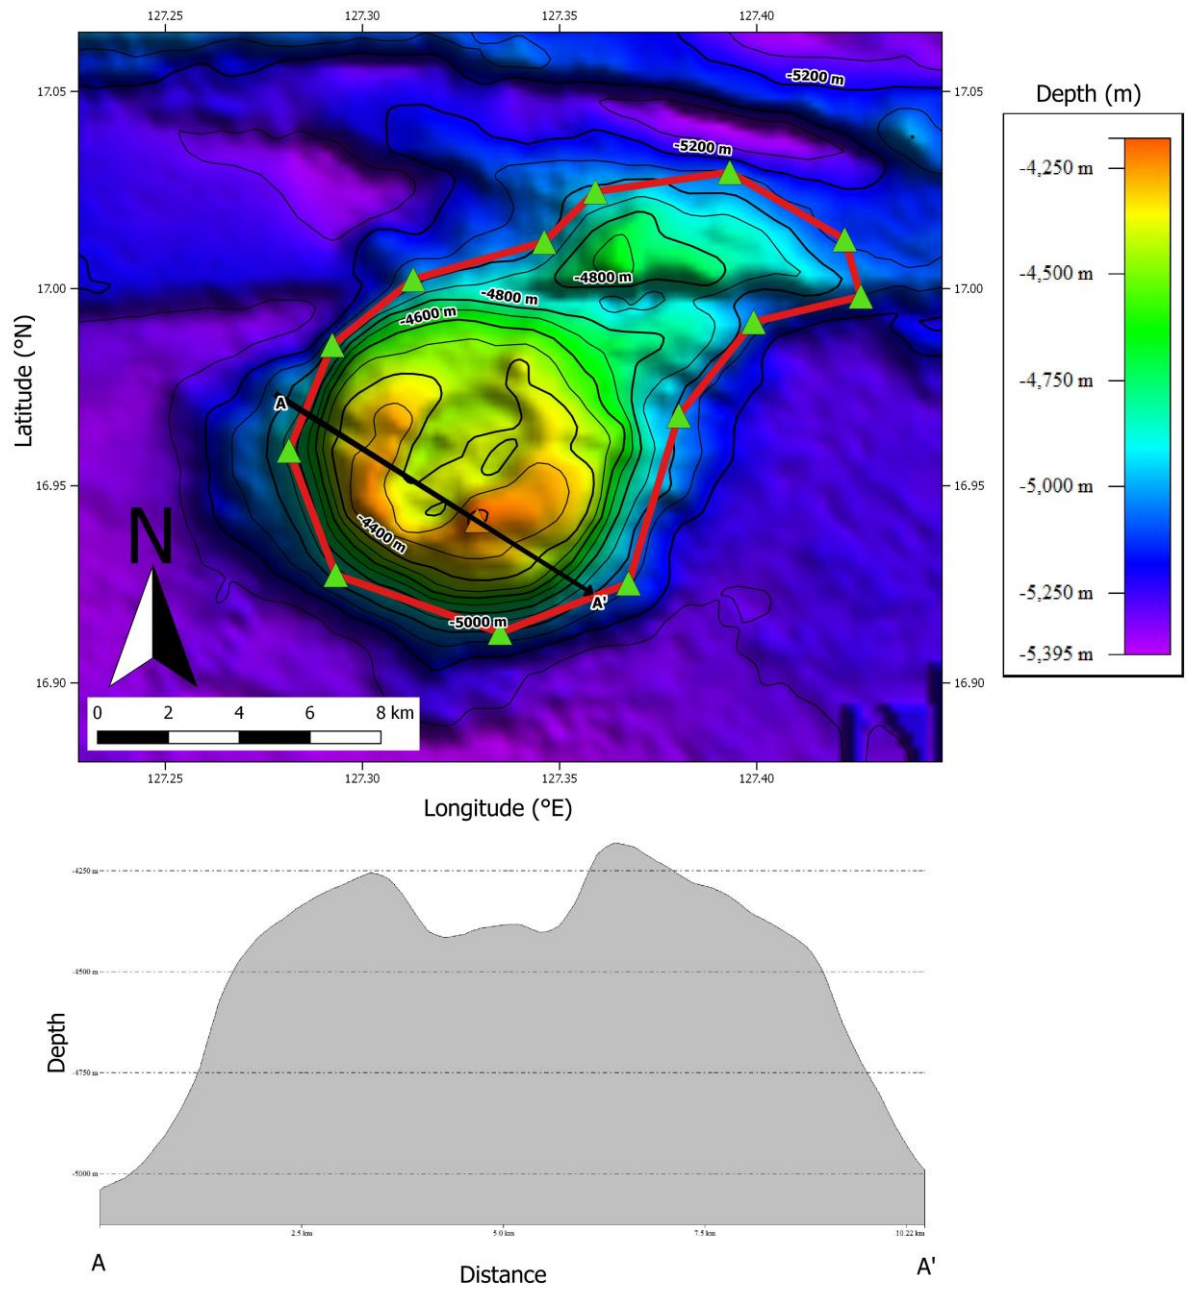 127.25 127.30 127.35 127.40
-5200 m
17.05 17.05
Depth (m)
-5200 m
-4,250 m
-4800 m
-4,500 m
17.00 17.00
-4800 m
-4600 m
-4,750 m
Latitude (°N)
A
-5,000 m
16.95 16.95
N
-4400 m
-5,250 m
A'
-5000 m
-5,395 m
16.90 16.90
0 2 4 6 8 km
127.25 127.30 127.35 127.40
Longitude (°E)
-4250 m
-4500 m
Depth
-4750 m
-5000 m
2.5 km 5.0 km 7.5 km 10.22 km
A A'
Distance